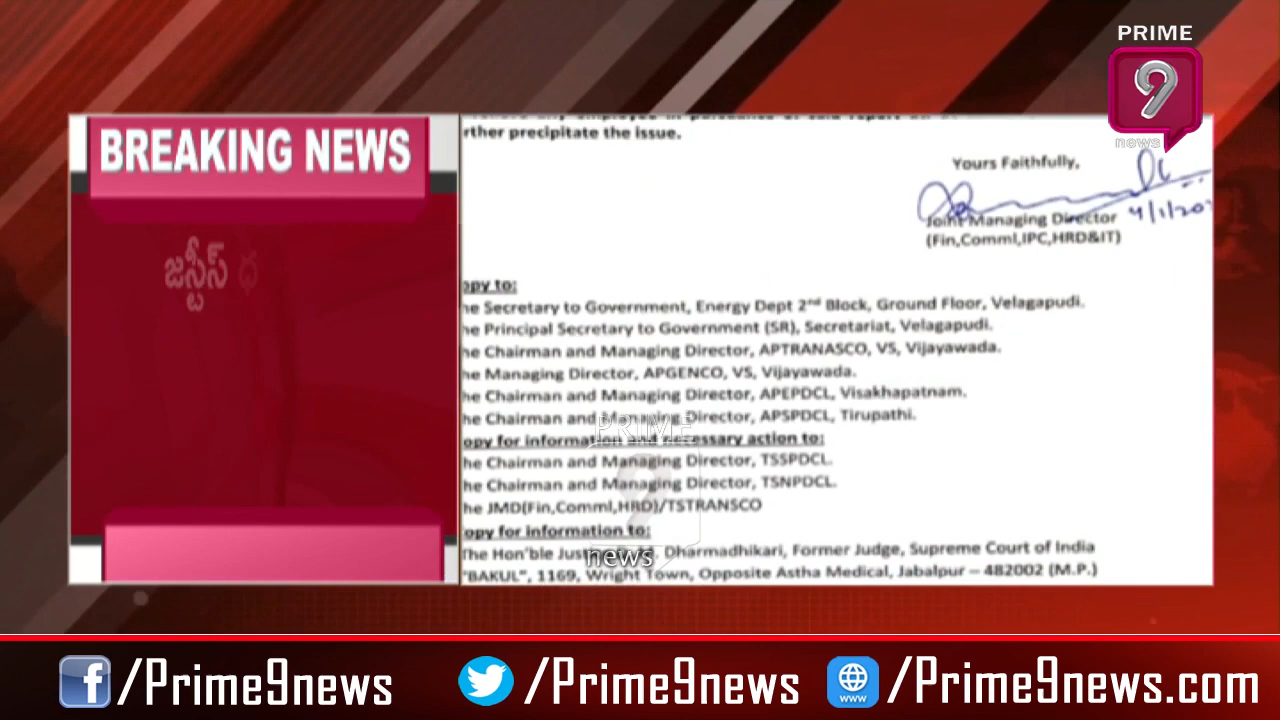 PRIME
9
news
BREAKING NEWS
జస్టీస్ ధ
rther precipitate the issue.
Yours Faithfully,
Joint Managing Director
(Fin,Comml,IPC,HRD&IT)
opy to:
he Secretary to Government, Energy Dept 2nd Block, Ground Floor, Velagapudi.
he Principal Secretary to Government (SR), Secretariat, Velagapudi.
he Chairman and Managing Director, APTRANASCO, VS, Vijayawada.
he Managing Director, APGENCO, VS, Vijayawada.
he Chairman and Managing Director, APEPDCL, Visakhapatnam.
he Chairman and Managing Director, APSPDCL, Tirupathi.
opy for information and necessary action to:
he Chairman and Managing Director, TSSPDCL.
he Chairman and Managing Director, TSNPDCL.
he JMD(Fin,Comml,HRD)/TSTRANSCO
opy for information to:
The Hon'ble Dharmadhikari, Former Judge, Supreme Court of India
"BAKUL", 1169, Wright Town, Opposite Astha Medical, Jabalpur – 482002 (M.P.)
PRIME
9
news
/Prime9news
/Prime9news
/Prime9news.com